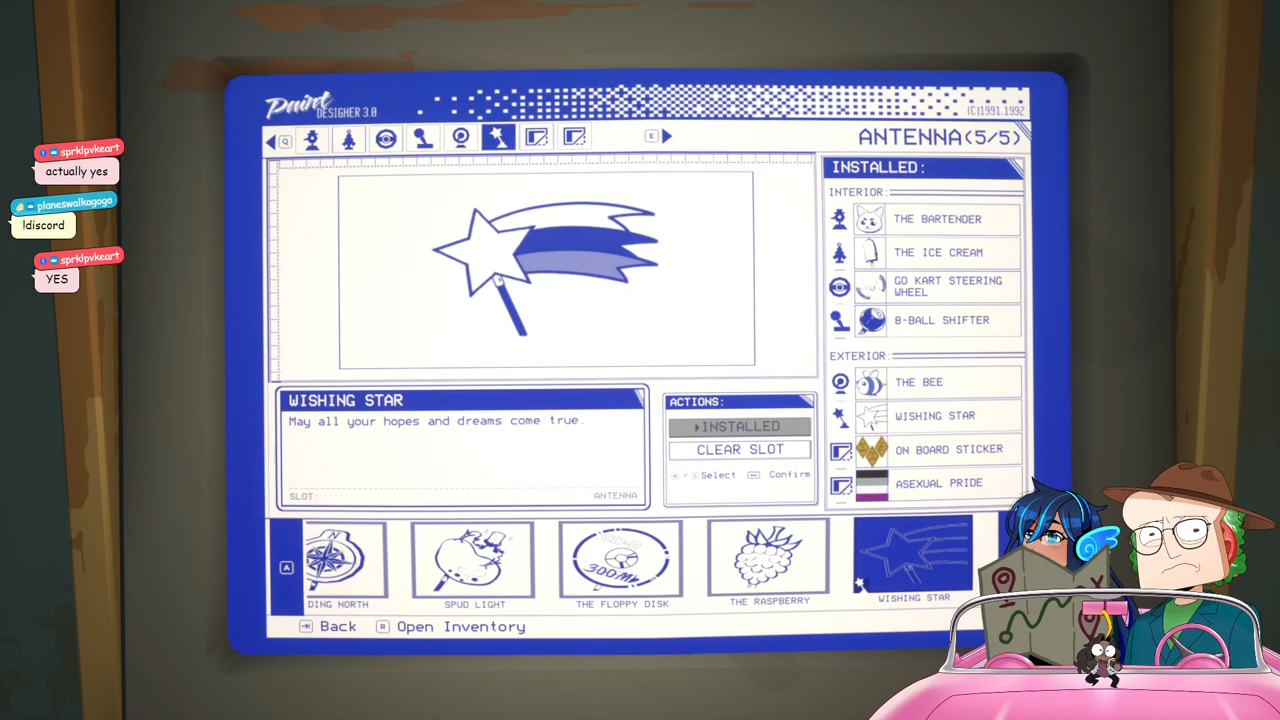 sprklpvkeart
actually yes
planeswalkagogo
!discord
sprklpvkeart
YES
Paint
DESIGNER 3.0
(C)1991,1992
Q
E
ANTENNA(5/5)
INSTALLED:
INTERIOR:
THE BARTENDER
THE ICE CREAM
GO KART STEERING
WHEEL
8-BALL SHIFTER
EXTERIOR:
THE BEE
WISHING STAR
ON BOARD STICKER
ASEXUAL PRIDE
WISHING STAR
May all your hopes and dreams come true.
SLOT:
ANTENNA
ACTIONS:
INSTALLED
CLEAR SLOT
Select
Confirm
A
N
DING NORTH
SPUD LIGHT
300MH
THE FLOPPY DISK
THE RASPBERRY
WISHING STAR
Back
R
Open Inventory